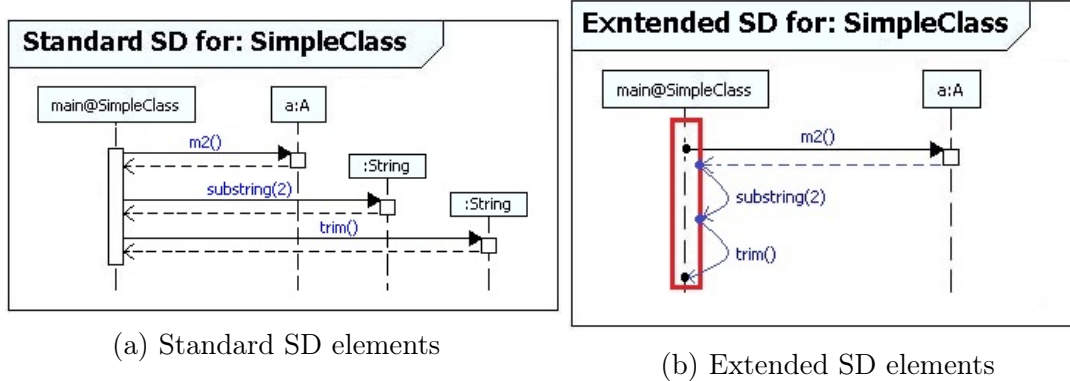 Standard SD for: SimpleClass
main@SimpleClass
a:A
m2()
:String
substring(2)
:String
trim()
(a) Standard SD elements
Exntended SD for: SimpleClass
main@SimpleClass
a:A
m2()
substring(2)
trim()
(b) Extended SD elements